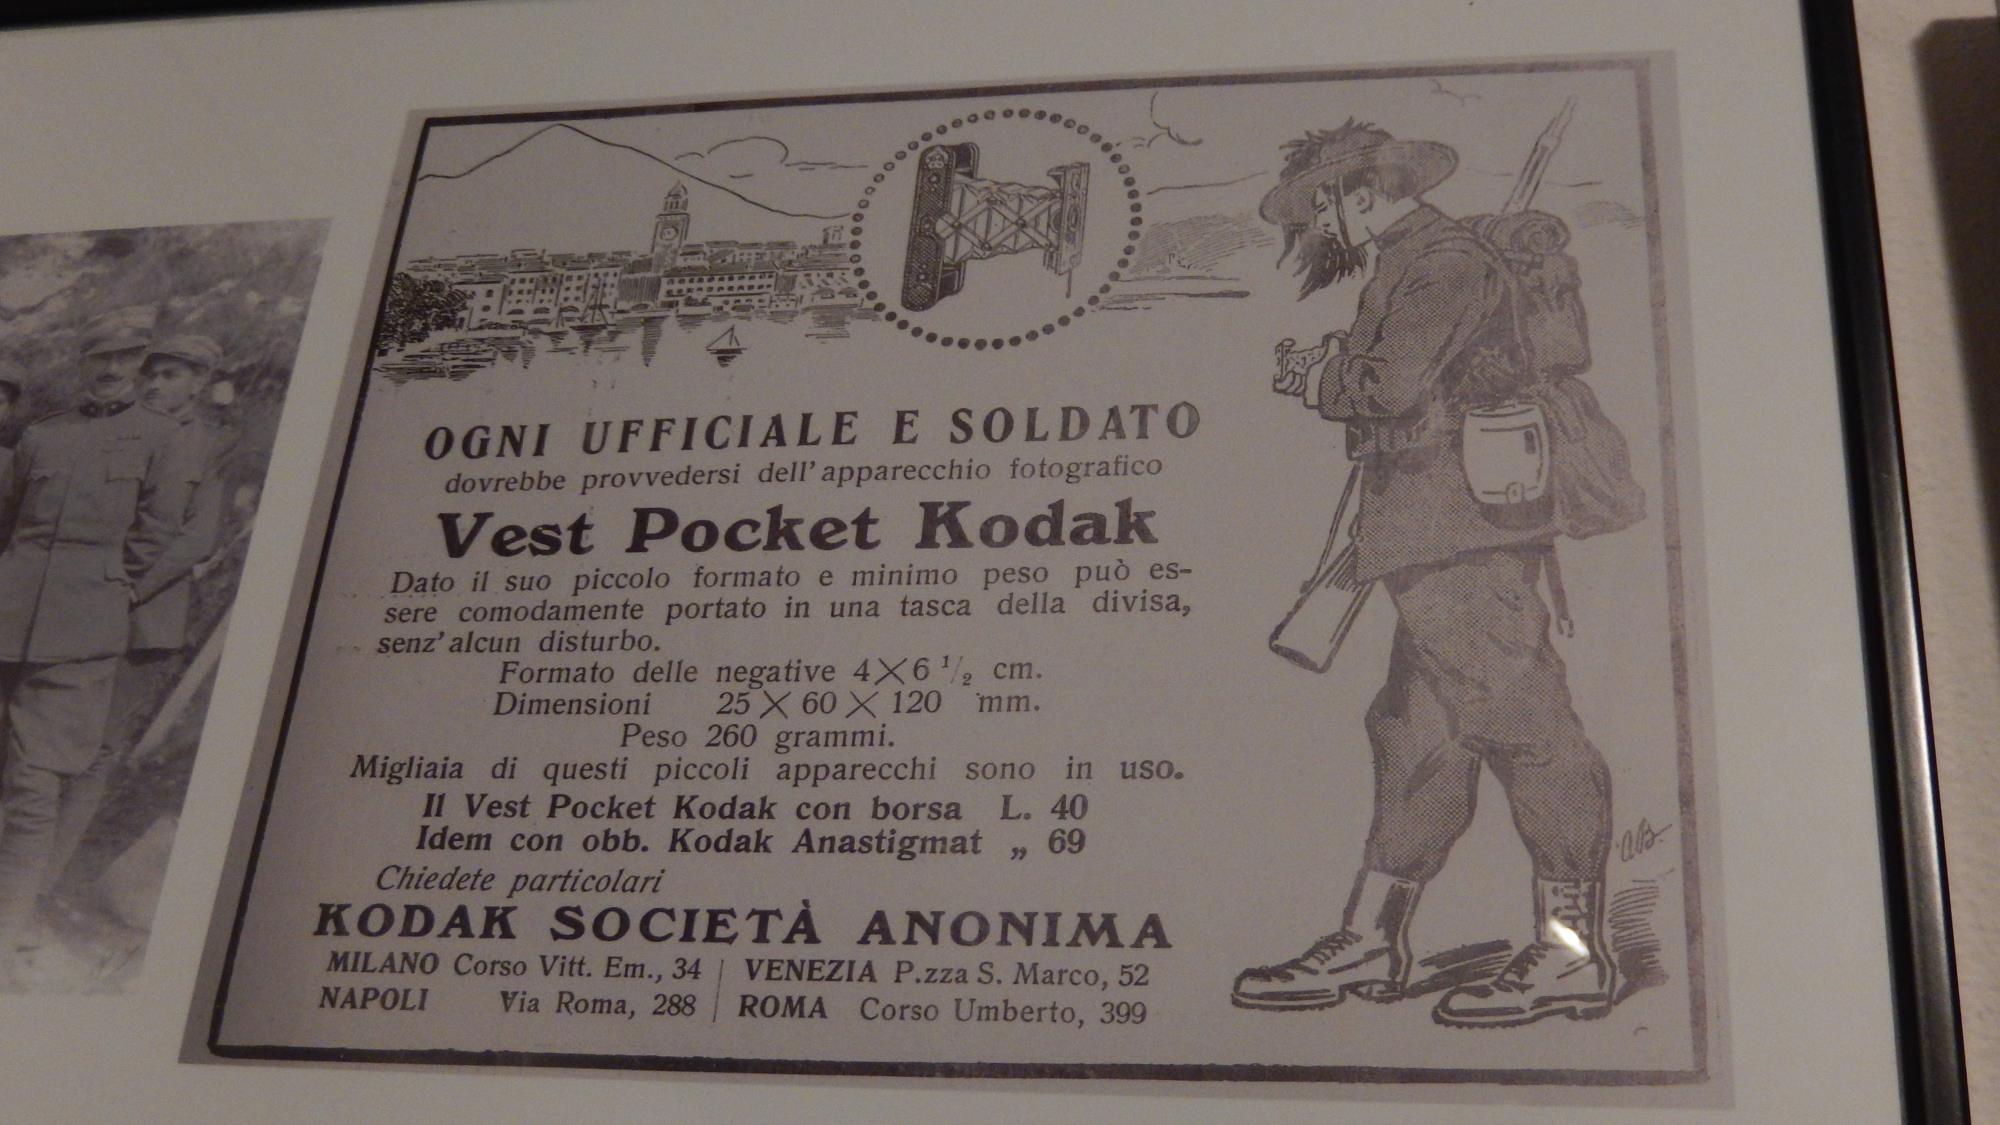 OGNI UFFICIALE E SOLDATO
dovrebbe provvedersi dell' apparecchio fotografico
Vest Pocket Kodak
Dato il suo piccolo formato e minimo peso può es-
sere comodamente portato in una tasca della divisa,
senz' alcun disturbo.
Formato delle negative 4×6 1/2 cm.
Dimensioni 25 × 60 × 120 mm.
Peso 260 grammi.
Migliaia di questi piccoli apparecchi sono in uso.
Il Vest Pocket Kodak con borsa L. 40
Idem con obb. Kodak Anastigmat „ 69
Chiedete particolari
KODAK SOCIETÀ ANONIMA
MILANO Corso Vitt. Em., 34 | VENEZIA P.zza S. Marco, 52
NAPOLI Via Roma, 288 | ROMA Corso Umberto, 399
A.B.